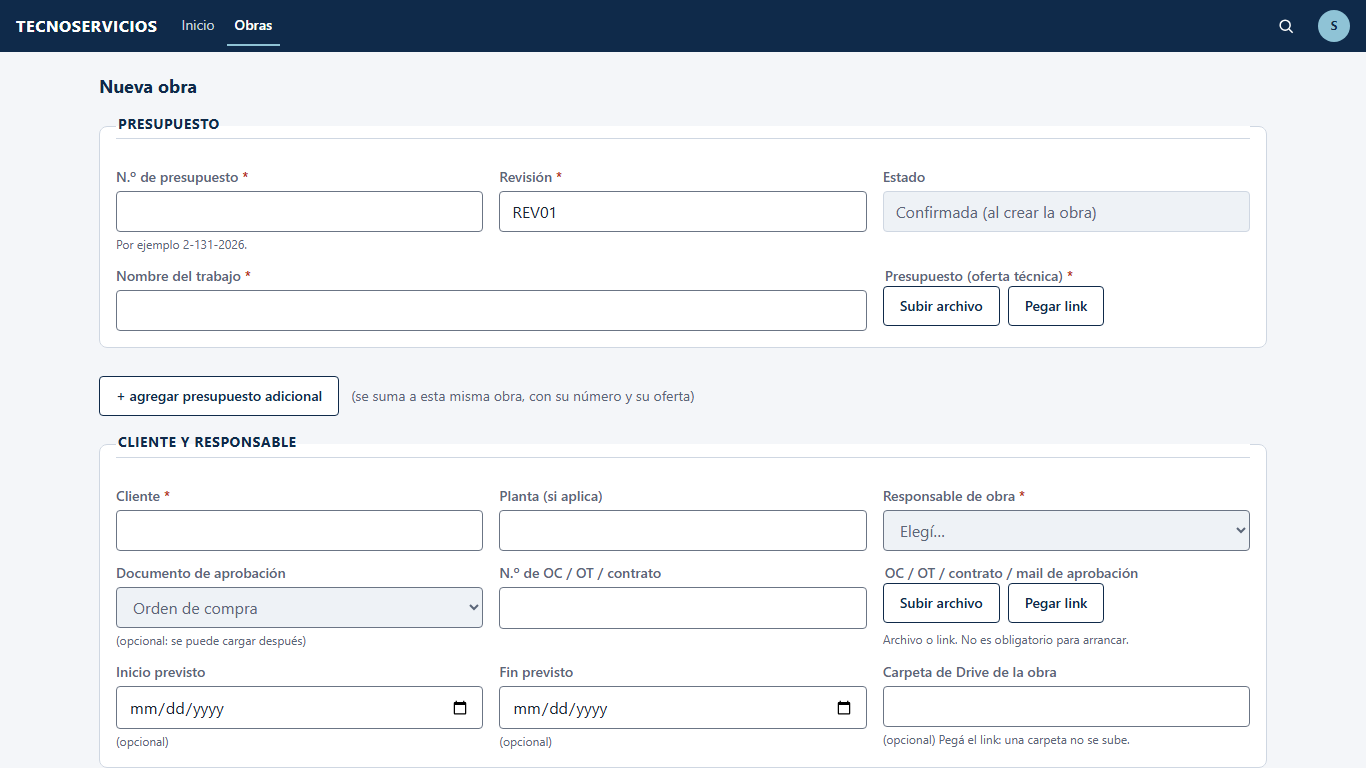 TECNOSERVICIOS Inicio Obras S
Nueva obra
PRESUPUESTO
N.º de presupuesto * Revisión * Estado
REV01 Confirmada (al crear la obra)
Por ejemplo 2-131-2026.
Nombre del trabajo * Presupuesto (oferta técnica) *
Subir archivo Pegar link
+ agregar presupuesto adicional (se suma a esta misma obra, con su número y su oferta)
CLIENTE Y RESPONSABLE
Cliente * Planta (si aplica) Responsable de obra *
Elegí...
Documento de aprobación N.º de OC / OT / contrato OC / OT / contrato / mail de aprobación
Orden de compra Subir archivo Pegar link
(opcional: se puede cargar después) Archivo o link. No es obligatorio para arrancar.
Inicio previsto Fin previsto Carpeta de Drive de la obra
mm/dd/yyyy mm/dd/yyyy
(opcional) (opcional) (opcional) Pegá el link: una carpeta no se sube.